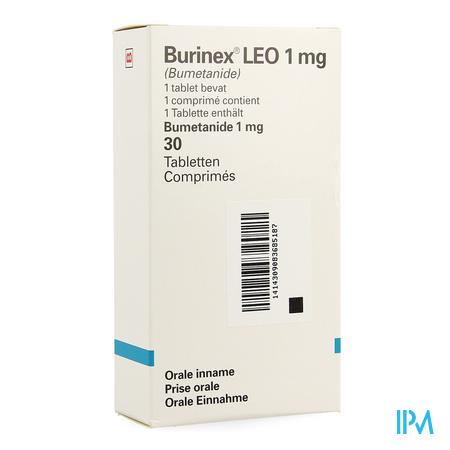 Burinex® LEO 1 mg
(Bumetanide)
1 tablet bevat
1 comprimé contient
1 Tablette enthält
Bumetanide 1 mg
30
Tabletten
Comprimés
1414309083685187
Orale inname
Prise orale
Orale Einnahme
IPM